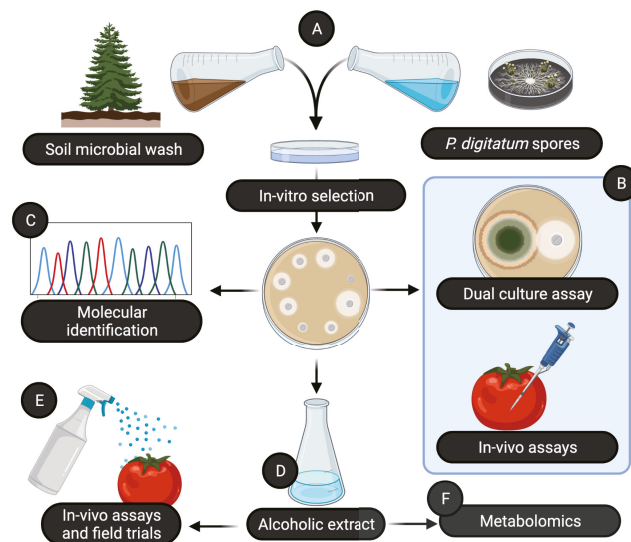 A
Soil microbial wash
P. digitatum spores
In-vitro selection
B
C
Dual culture assay
Molecular
identification
In-vivo assays
E
D
F
In-vivo assays
and field trials
Alcoholic extract
Metabolomics